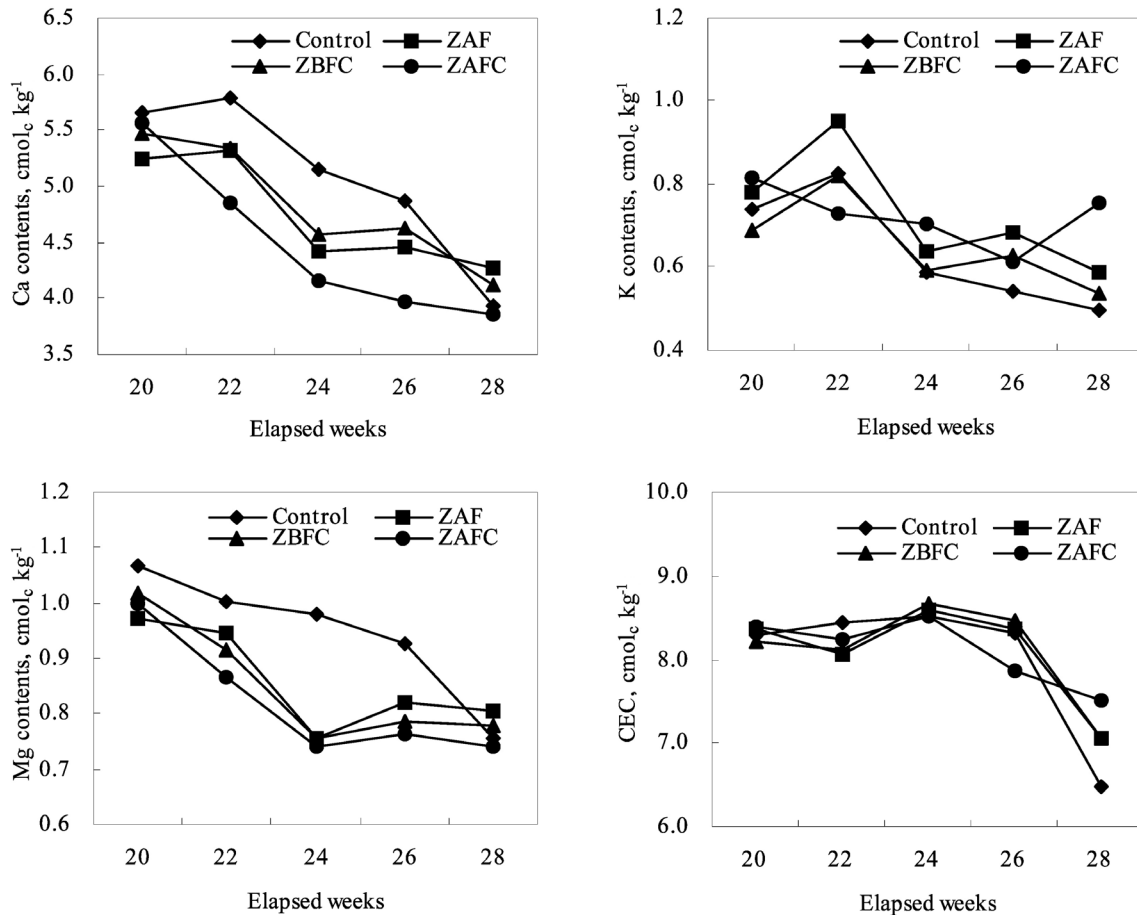 Ca contents, cmolc kg-1
6.5
6.0
5.5
5.0
4.5
4.0
3.5
Control ZAF
ZBFC ZAFC
20 22 24 26 28
Elapsed weeks
K contents, cmolc kg-1
1.2
1.0
0.8
0.6
0.4
Control ZAF
ZBFC ZAFC
20 22 24 26 28
Elapsed weeks
Mg contents, cmolc kg-1
1.2
1.1
1.0
0.9
0.8
0.7
0.6
Control ZAF
ZBFC ZAFC
20 22 24 26 28
Elapsed weeks
CEC, cmolc kg-1
10.0
9.0
8.0
7.0
6.0
Control ZAF
ZBFC ZAFC
20 22 24 26 28
Elapsed weeks